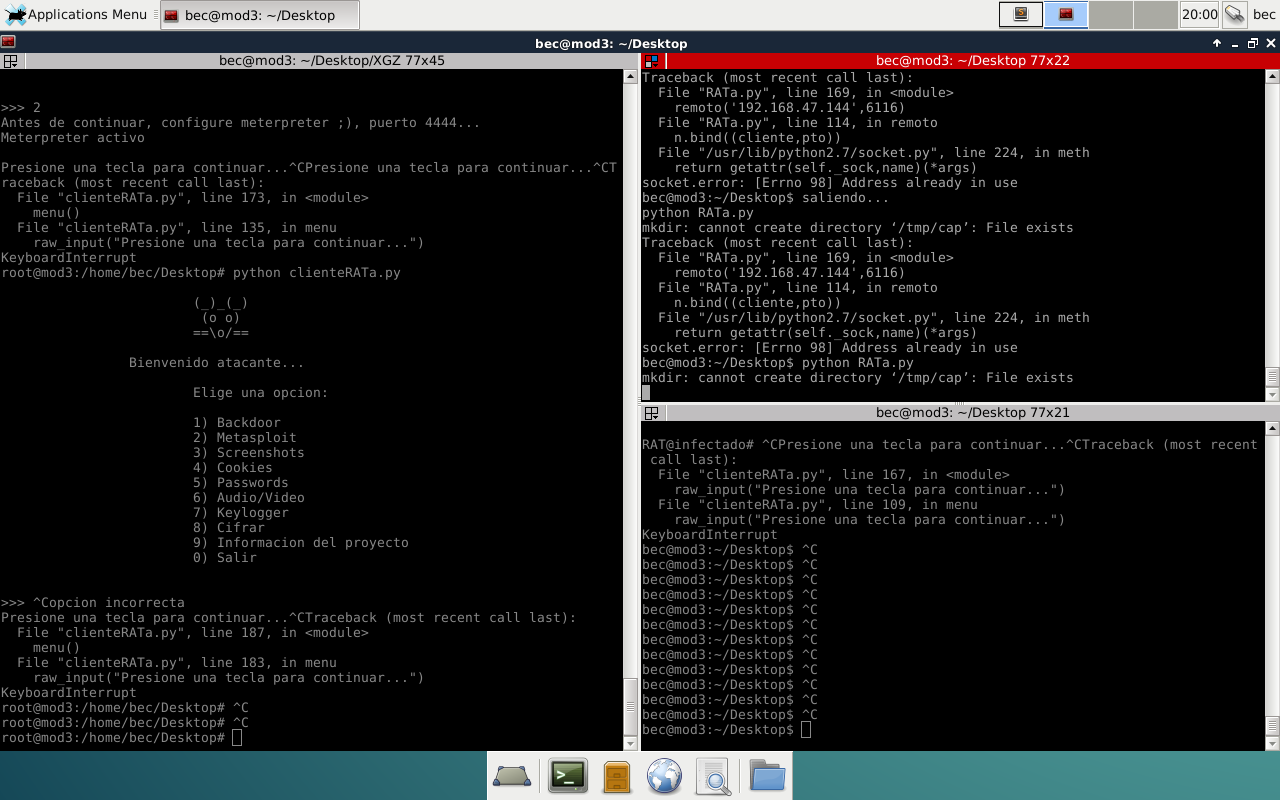 Applications Menu
bec@mod3: ~/Desktop
20:00
bec
bec@mod3: ~/Desktop
bec@mod3: ~/Desktop/XGZ 77x45
>>> 2
Antes de continuar, configure meterpreter ;), puerto 4444...
Meterpreter activo
Presione una tecla para continuar...^CPresione una tecla para continuar...^CT
raceback (most recent call last):
File "clienteRATa.py", line 173, in <module>
menu()
File "clienteRATa.py", line 135, in menu
raw_input("Presione una tecla para continuar...")
KeyboardInterrupt
root@mod3:/home/bec/Desktop# python clienteRATa.py
(_)_(_)
(o o)
==\o/==
Bienvenido atacante...
Elige una opcion:
1) Backdoor
2) Metasploit
3) Screenshots
4) Cookies
5) Passwords
6) Audio/Video
7) Keylogger
8) Cifrar
9) Informacion del proyecto
0) Salir
>>> ^Copcion incorrecta
Presione una tecla para continuar...^CTraceback (most recent call last):
File "clienteRATa.py", line 187, in <module>
menu()
File "clienteRATa.py", line 183, in menu
raw_input("Presione una tecla para continuar...")
KeyboardInterrupt
root@mod3:/home/bec/Desktop# ^C
root@mod3:/home/bec/Desktop# ^C
root@mod3:/home/bec/Desktop#
bec@mod3: ~/Desktop 77x22
Traceback (most recent call last):
File "RATa.py", line 169, in <module>
remoto('192.168.47.144',6116)
File "RATa.py", line 114, in remoto
n.bind((cliente,pto))
File "/usr/lib/python2.7/socket.py", line 224, in meth
return getattr(self._sock,name)(*args)
socket.error: [Errno 98] Address already in use
bec@mod3:~/Desktop$ saliendo...
python RATa.py
mkdir: cannot create directory ‘/tmp/cap’: File exists
Traceback (most recent call last):
File "RATa.py", line 169, in <module>
remoto('192.168.47.144',6116)
File "RATa.py", line 114, in remoto
n.bind((cliente,pto))
File "/usr/lib/python2.7/socket.py", line 224, in meth
return getattr(self._sock,name)(*args)
socket.error: [Errno 98] Address already in use
bec@mod3:~/Desktop$ python RATa.py
mkdir: cannot create directory ‘/tmp/cap’: File exists
bec@mod3: ~/Desktop 77x21
RAT@infectado# ^CPresione una tecla para continuar...^CTraceback (most recent
call last):
File "clienteRATa.py", line 167, in <module>
raw_input("Presione una tecla para continuar...")
File "clienteRATa.py", line 109, in menu
raw_input("Presione una tecla para continuar...")
KeyboardInterrupt
bec@mod3:~/Desktop$ ^C
bec@mod3:~/Desktop$ ^C
bec@mod3:~/Desktop$ ^C
bec@mod3:~/Desktop$ ^C
bec@mod3:~/Desktop$ ^C
bec@mod3:~/Desktop$ ^C
bec@mod3:~/Desktop$ ^C
bec@mod3:~/Desktop$ ^C
bec@mod3:~/Desktop$ ^C
bec@mod3:~/Desktop$ ^C
bec@mod3:~/Desktop$ ^C
bec@mod3:~/Desktop$ ^C
bec@mod3:~/Desktop$